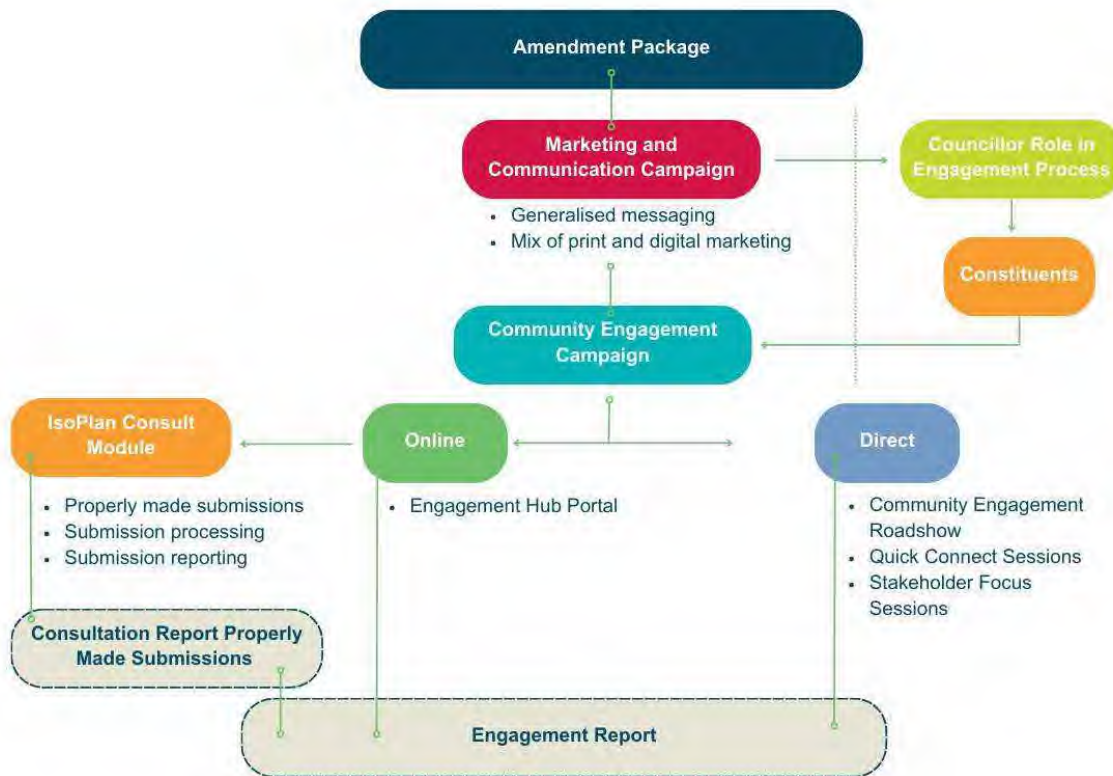 Amendment Package
Marketing and
Communication Campaign
• Generalised messaging
• Mix of print and digital marketing
Councillor Role in
Engagement Process
Constituents
Community Engagement
Campaign
IsoPlan Consult
Module
• Properly made submissions
• Submission processing
• Submission reporting
Online
• Engagement Hub Portal
Direct
• Community Engagement
Roadshow
• Quick Connect Sessions
• Stakeholder Focus
Sessions
Consultation Report Properly
Made Submissions
Engagement Report